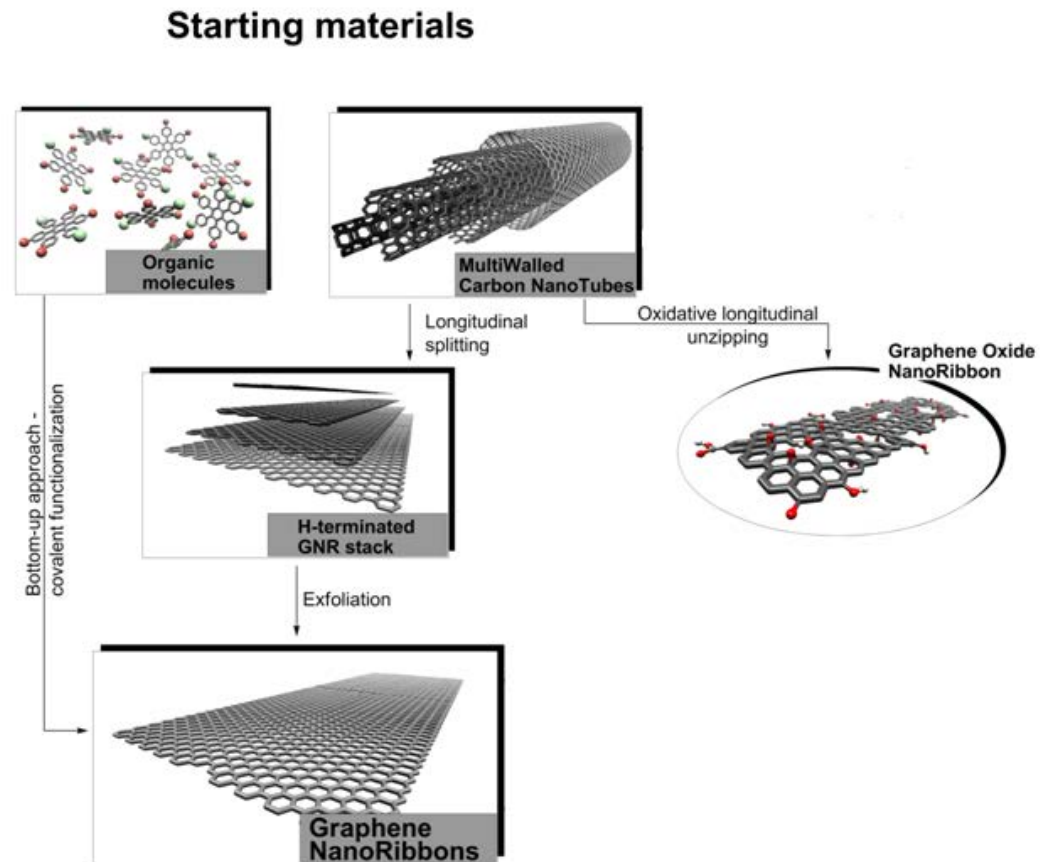 Starting materials
Organic
molecules
MultiWalled
Carbon NanoTubes
Longitudinal
splitting
Oxidative longitudinal
unzipping
Graphene Oxide
NanoRibbon
Bottom-up approach -
covalent functionalization
H-terminated
GNR stack
Exfoliation
Graphene
NanoRibbons